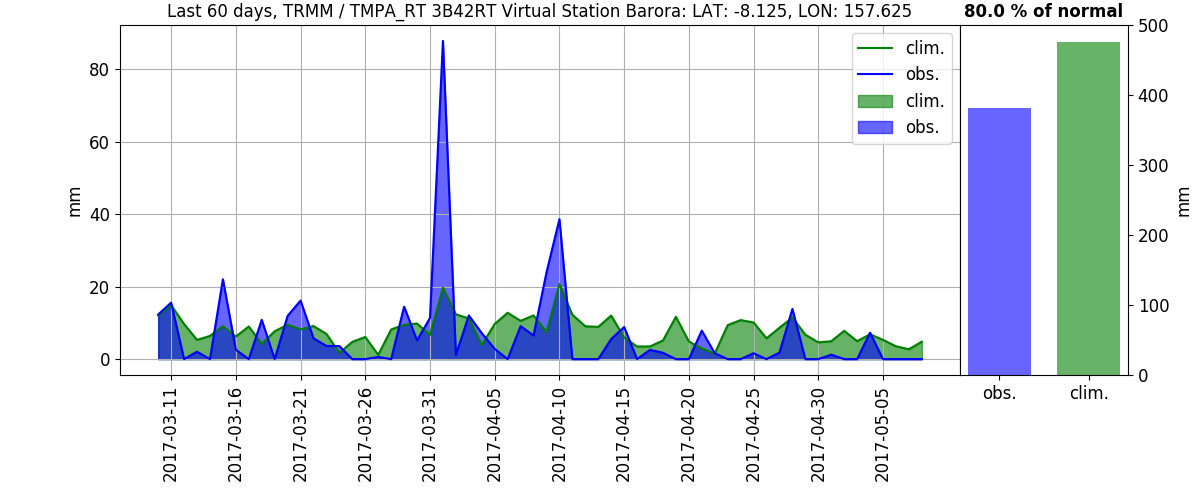 Last 60 days, TRMM / TMPA_RT 3B42RT Virtual Station Barora: LAT: -8.125, LON: 157.625
80.0 % of normal
mm
80
60
40
20
0
clim.
obs.
clim.
obs.
2017-03-11
2017-03-16
2017-03-21
2017-03-26
2017-03-31
2017-04-05
2017-04-10
2017-04-15
2017-04-20
2017-04-25
2017-04-30
2017-05-05
500
400
300
200
100
0
mm
obs.
clim.